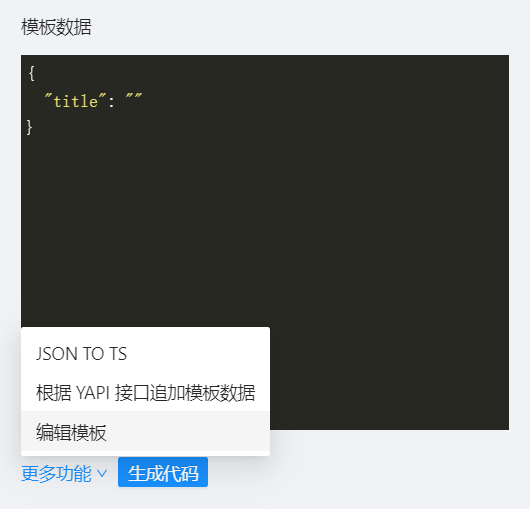 模板数据
{
"title": ""
}
JSON TO TS
根据 YAPI 接口追加模板数据
编辑模板
更多功能
生成代码